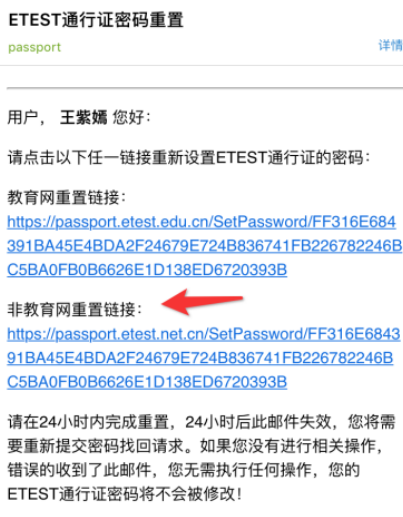 ETEST通行证密码重置
passport 详情
用户， 王紫嫣 您好：
请点击以下任一链接重新设置ETEST通行证的密码：
教育网重置链接：
https://passport.etest.edu.cn/SetPassword/FF316E684
391BA45E4BDA2F24679E724B836741FB226782246B
C5BA0FB0B6626E1D138ED6720393B
非教育网重置链接：
https://passport.etest.net.cn/SetPassword/FF316E6843
91BA45E4BDA2F24679E724B836741FB226782246B
C5BA0FB0B6626E1D138ED6720393B
请在24小时内完成重置，24小时后此邮件失效，您将需
要重新提交密码找回请求。如果您没有进行相关操作，
错误的收到了此邮件，您无需执行任何操作，您的
ETEST通行证密码将不会被修改！